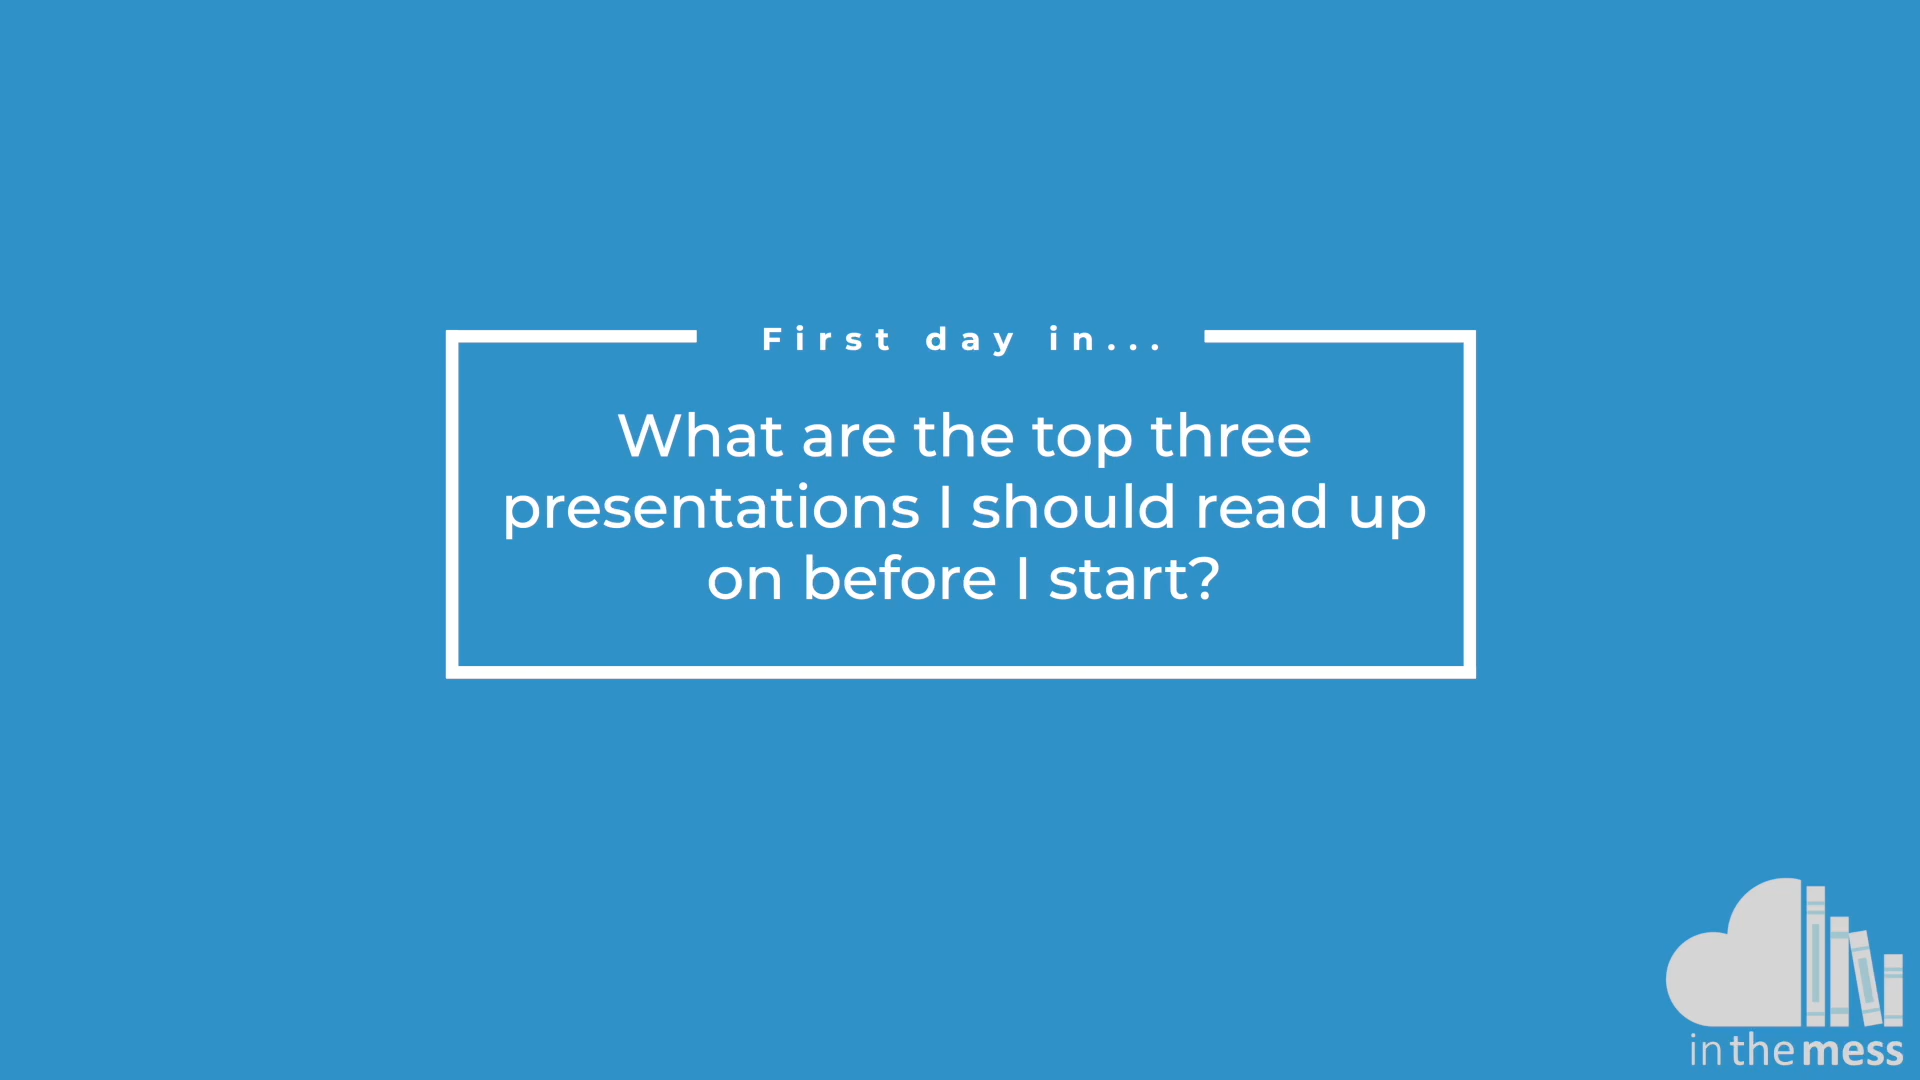 First day in...
What are the top three
presentations I should read up
on before I start?
in the mess